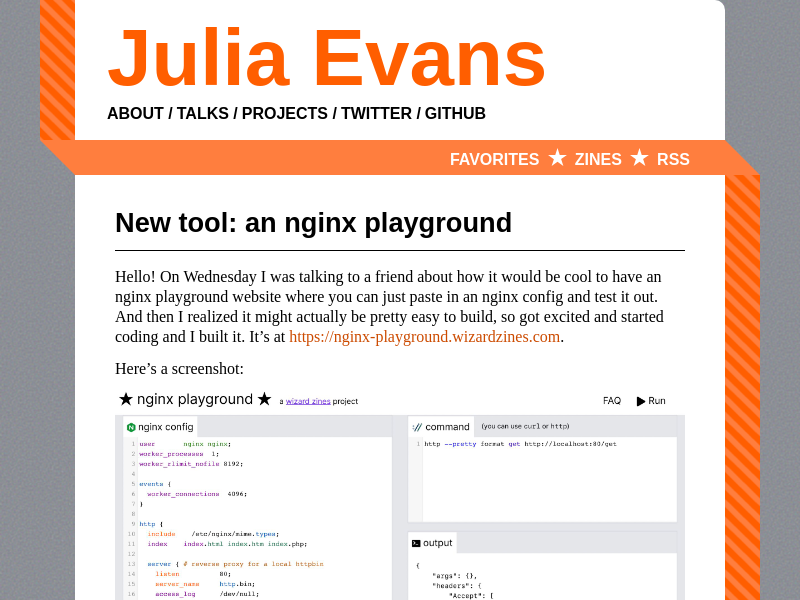 Julia Evans
ABOUT / TALKS / PROJECTS / TWITTER / GITHUB
FAVORITES ★ ZINES ★ RSS
New tool: an nginx playground
Hello! On Wednesday I was talking to a friend about how it would be cool to have an
nginx playground website where you can just paste in an nginx config and test it out.
And then I realized it might actually be pretty easy to build, so got excited and started
coding and I built it. It’s at https://nginx-playground.wizardzines.com.
Here’s a screenshot:
★ nginx playground ★ a wizard zines project FAQ ▶ Run
nginx config
1 user nginx nginx;
2 worker_processes 1;
3 worker_rlimit_nofile 8192;
4
5 events {
6 worker_connections 4096;
7 }
8
9 http {
10 include /etc/nginx/mime.types;
11 index index.html index.htm index.php;
12
13 server { # reverse proxy for a local httpbin
14 listen 80;
15 server_name http.bin;
16 access_log /dev/null;
command (you can use curl or http)
1 http --pretty format get http://localhost:80/get
output
{
"args": {},
"headers": {
"Accept": [